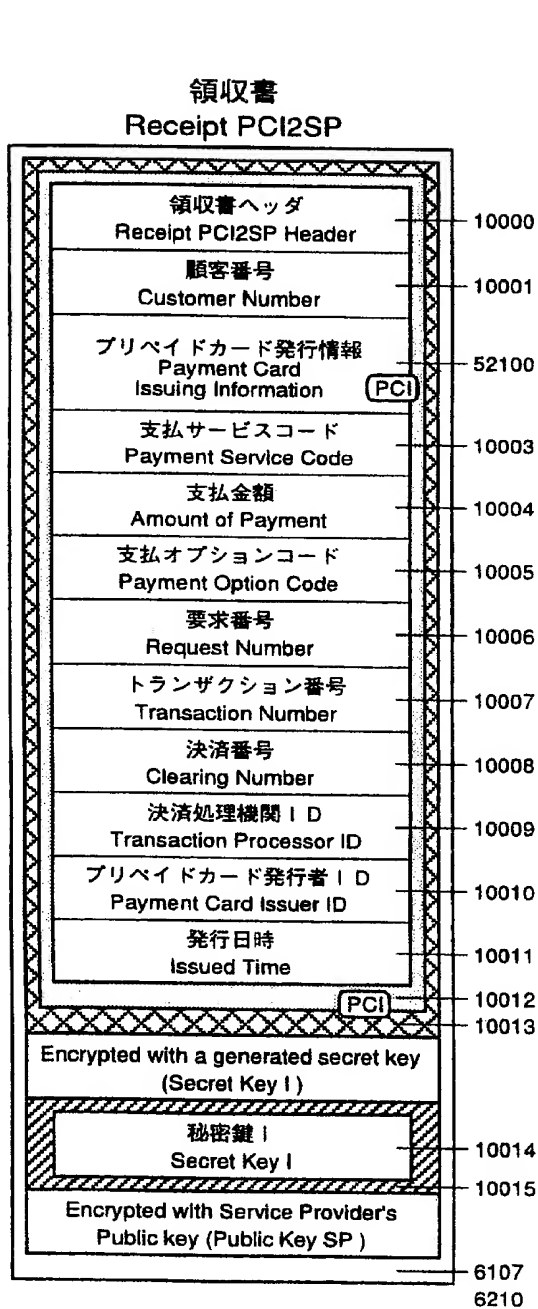 領収書
Receipt PCI2SP
領収書ヘッダ
Receipt PCI2SP Header
10000
顧客番号
Customer Number
10001
プリペイドカード発行情報
Payment Card
Issuing Information
PCI
52100
支払サービスコード
Payment Service Code
10003
支払金額
Amount of Payment
10004
支払オプションコード
Payment Option Code
10005
要求番号
Request Number
10006
トランザクション番号
Transaction Number
10007
決済番号
Clearing Number
10008
決済処理機関ID
Transaction Processor ID
10009
プリペイドカード発行者ID
Payment Card Issuer ID
10010
発行日時
Issued Time
10011
PCI
10012
10013
Encrypted with a generated secret key
(Secret Key I )
秘密鍵 I
Secret Key I
10014
10015
Encrypted with Service Provider's
Public key (Public Key SP )
6107
6210